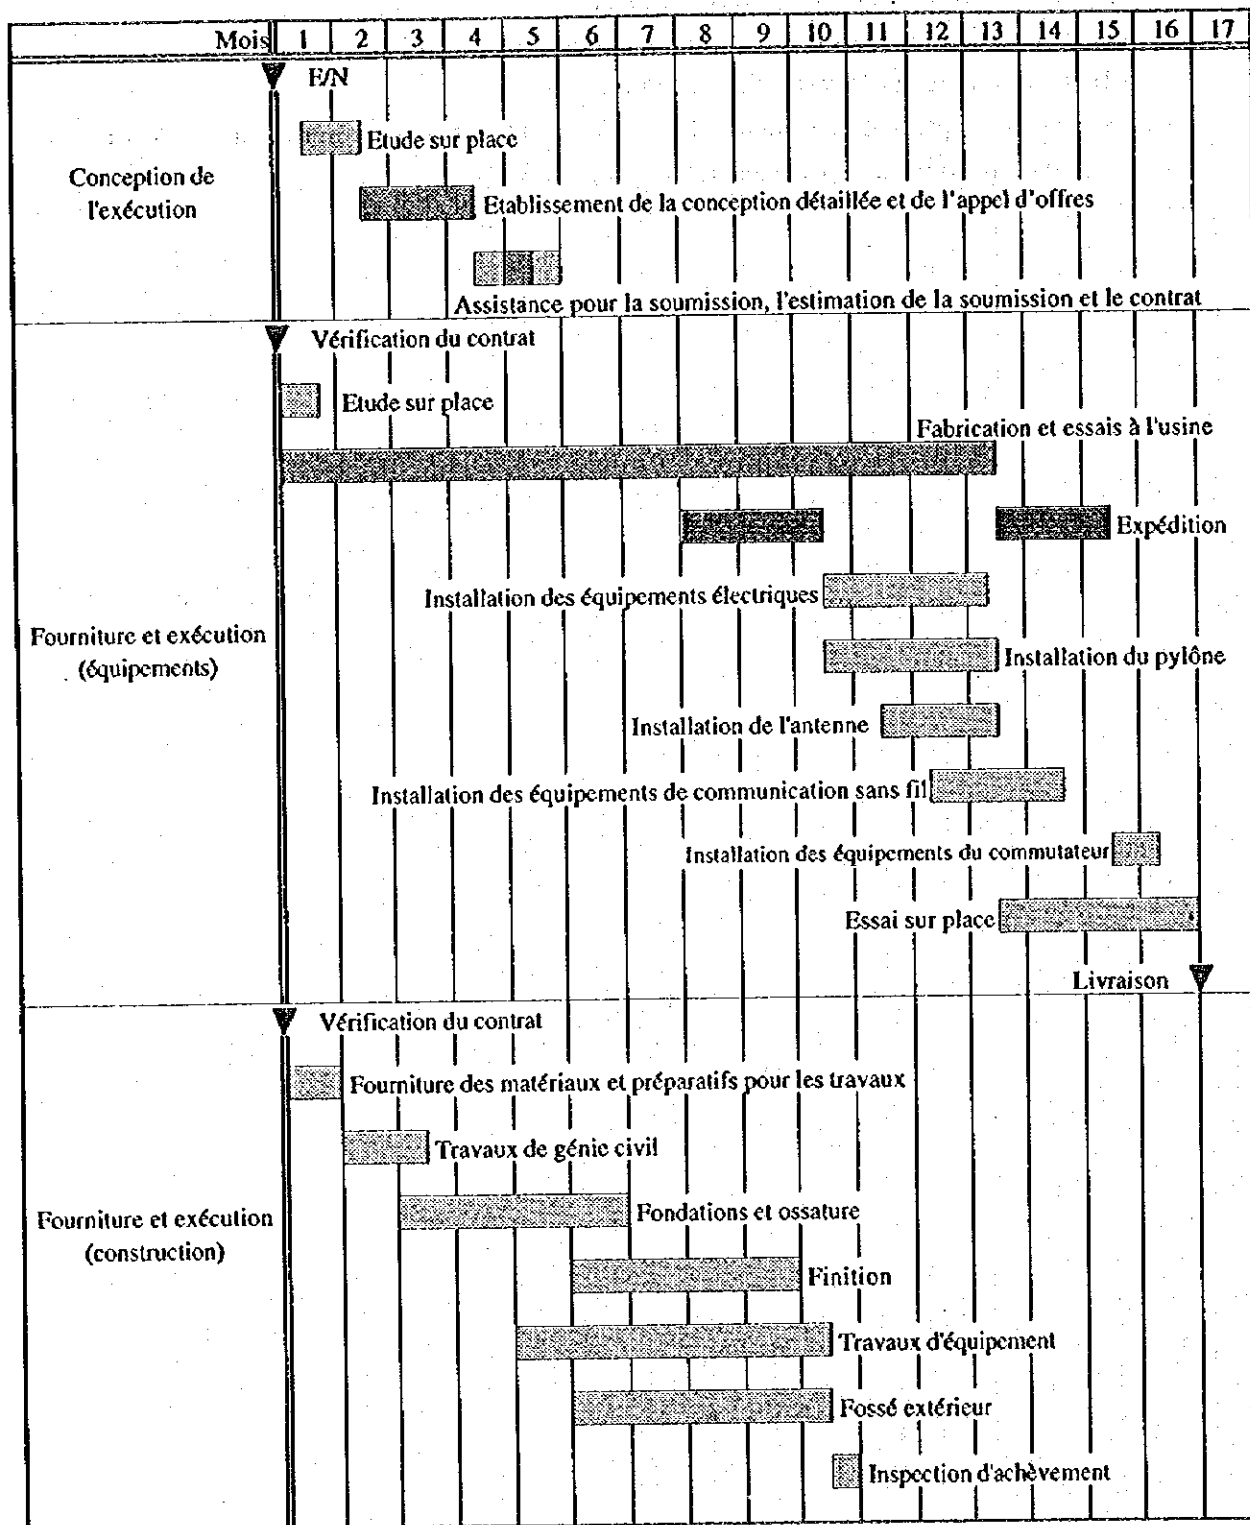 Mois 1 2 3 4 5 6 7 8 9 10 11 12 13 14 15 16 17
E/N
Etude sur place
Conception de
l'exécution
Etablissement de la conception détaillée et de l'appel d'offres
Assistance pour la soumission, l'estimation de la soumission et le contrat
Vérification du contrat
Etude sur place
Fabrication et essais à l'usine
Expédition
Installation des équipements électriques
Fourniture et exécution
(équipements)
Installation du pylône
Installation de l'antenne
Installation des équipements de communication sans fil
Installation des équipements du commutateur
Essai sur place
Livraison
Vérification du contrat
Fourniture des matériaux et préparatifs pour les travaux
Travaux de génie civil
Fourniture et exécution
(construction)
Fondations et ossature
Finition
Travaux d'équipement
Fossé extérieur
Inspection d'achèvement